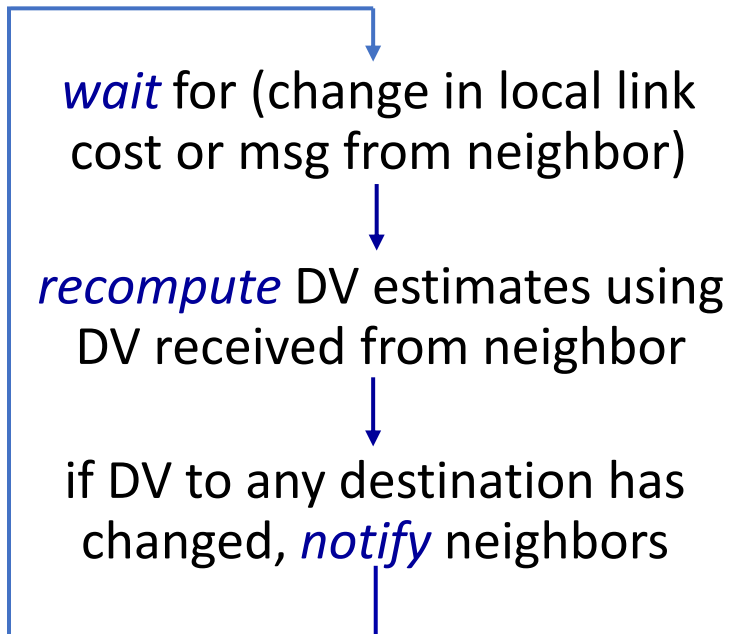 wait for (change in local link
cost or msg from neighbor)
recompute DV estimates using
DV received from neighbor
if DV to any destination has
changed, notify neighbors